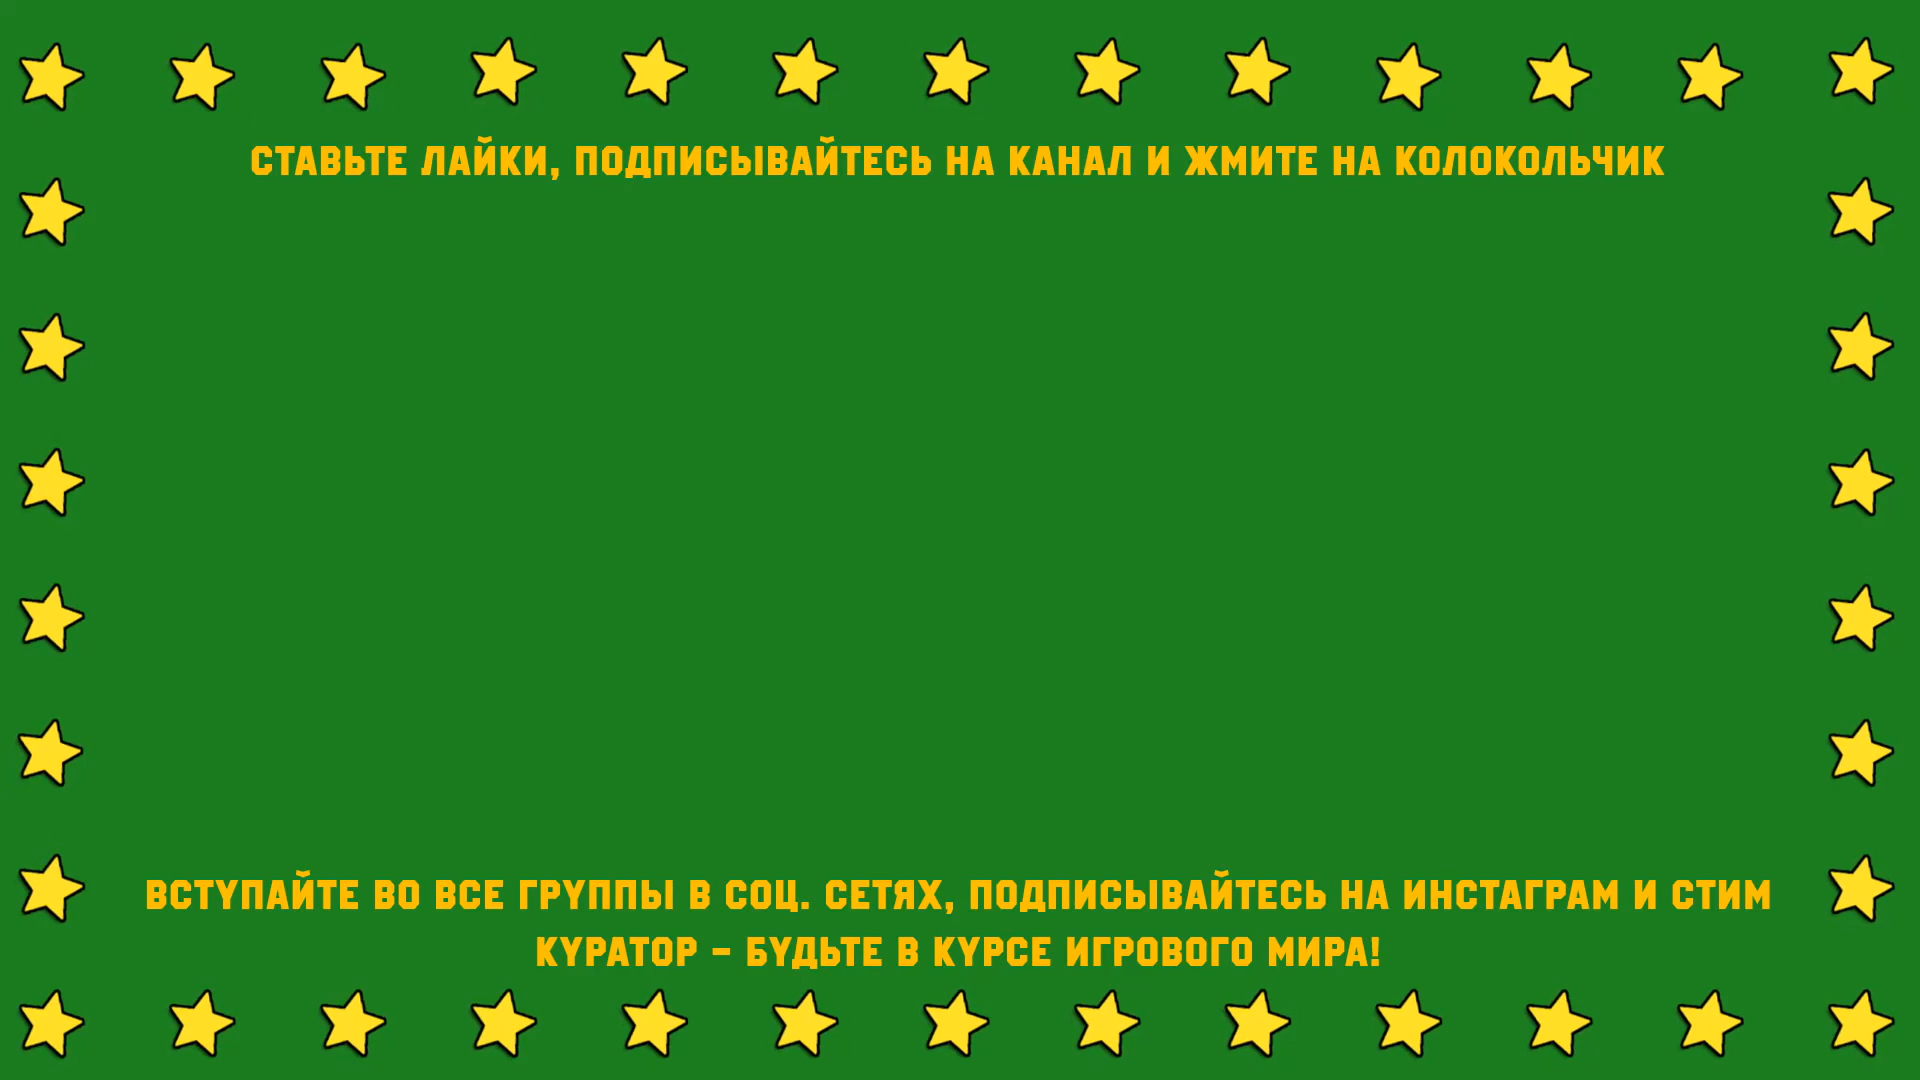 СТАВЬТЕ ЛАЙКИ, ПОДПИСЫВАЙТЕСЬ НА КАНАЛ И ЖМИТЕ НА КОЛОКОЛЬЧИК
ВСТУПАЙТЕ ВО ВСЕ ГРУППЫ В СОЦ. СЕТЯХ, ПОДПИСЫВАЙТЕСЬ НА ИНСТАГРАМ И СТИМ
КУРАТОР - БУДЬТЕ В КУРСЕ ИГРОВОГО МИРА!